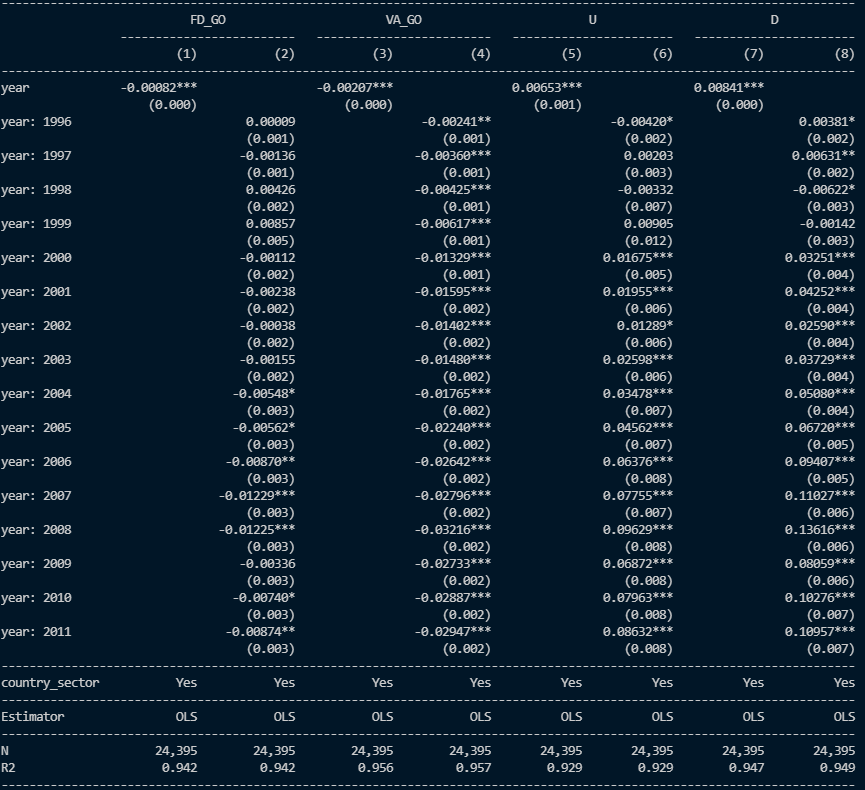 FD_GO VA_GO U D
(1) (2) (3) (4) (5) (6) (7) (8)
year -0.00082*** -0.00207*** 0.00653*** 0.00841***
(0.000) (0.000) (0.001) (0.000)
year: 1996 0.00009 -0.00241** -0.00420* 0.00381*
(0.001) (0.001) (0.002) (0.002)
year: 1997 -0.00136 -0.00360*** 0.00203 0.00631**
(0.001) (0.001) (0.003) (0.002)
year: 1998 0.00426 -0.00425*** -0.00332 -0.00622*
(0.002) (0.001) (0.007) (0.003)
year: 1999 0.00857 -0.00617*** 0.00905 -0.00142
(0.005) (0.001) (0.012) (0.003)
year: 2000 -0.00112 -0.01329*** 0.01675*** 0.03251***
(0.002) (0.001) (0.005) (0.004)
year: 2001 -0.00238 -0.01595*** 0.01955*** 0.04252***
(0.002) (0.002) (0.006) (0.004)
year: 2002 -0.00038 -0.01402*** 0.01289* 0.02590***
(0.002) (0.002) (0.006) (0.004)
year: 2003 -0.00155 -0.01480*** 0.02598*** 0.03729***
(0.002) (0.002) (0.006) (0.004)
year: 2004 -0.00548* -0.01765*** 0.03478*** 0.05080***
(0.003) (0.002) (0.007) (0.004)
year: 2005 -0.00562* -0.02240*** 0.04562*** 0.06720***
(0.003) (0.002) (0.007) (0.005)
year: 2006 -0.00870** -0.02642*** 0.06376*** 0.09407***
(0.003) (0.002) (0.008) (0.005)
year: 2007 -0.01229*** -0.02796*** 0.07755*** 0.11027***
(0.003) (0.002) (0.007) (0.006)
year: 2008 -0.01225*** -0.03216*** 0.09629*** 0.13616***
(0.003) (0.002) (0.008) (0.006)
year: 2009 -0.00336 -0.02733*** 0.06872*** 0.08059***
(0.003) (0.002) (0.008) (0.006)
year: 2010 -0.00740* -0.02887*** 0.07963*** 0.10276***
(0.003) (0.002) (0.008) (0.007)
year: 2011 -0.00874** -0.02947*** 0.08632*** 0.10957***
(0.003) (0.002) (0.008) (0.007)
country_sector Yes Yes Yes Yes Yes Yes Yes Yes
Estimator OLS OLS OLS OLS OLS OLS OLS OLS
N 24,395 24,395 24,395 24,395 24,395 24,395 24,395 24,395
R2 0.942 0.942 0.956 0.957 0.929 0.929 0.947 0.949